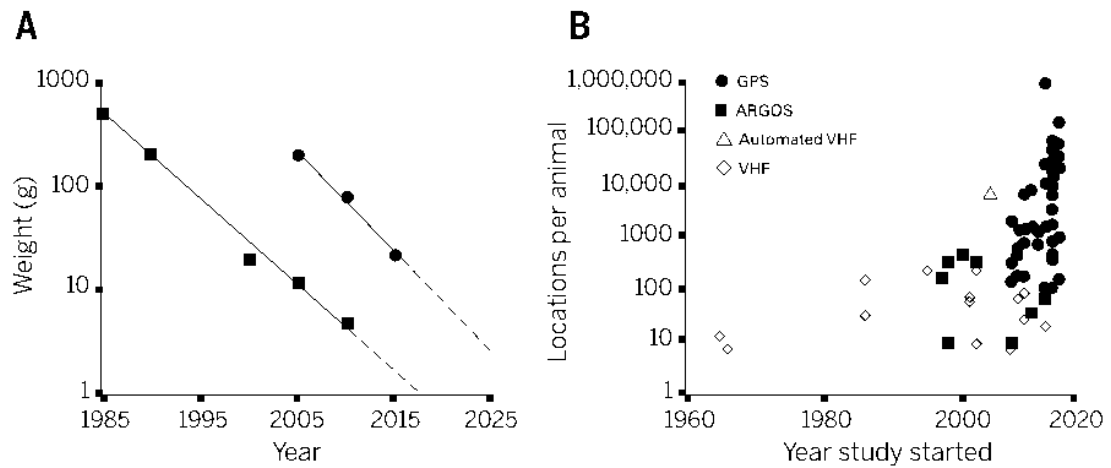 A
Weight (g)
1000
100
10
1
1985
1995
2005
2015
2025
Year
B
Locations per animal
1,000,000
100,000
10,000
1000
100
10
1
1960
1980
2000
2020
Year study started
GPS
ARGOS
Automated VHF
VHF